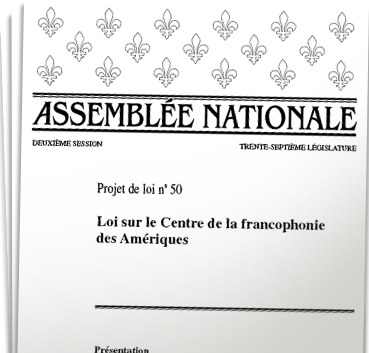 ASSEMBLÉE NATIONALE
DEUXIÈME SESSION TRENTE-SEPTIÈME LÉGISLATURE
Projet de loi n° 50
Loi sur le Centre de la francophonie
des Amériques
Présentation